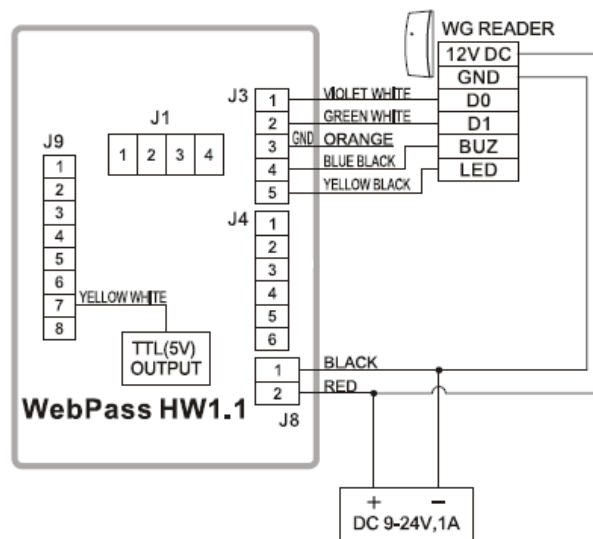 WG READER
12V DC
GND
D0
D1
BUZ
LED
J3
1 VIOLET WHITE
2 GREEN WHITE
3 GND ORANGE
4 BLUE BLACK
5 YELLOW BLACK
J1
1 2 3 4
J9
1
2
3
4
5
6
7 YELLOW WHITE
8
TTL(5V)
OUTPUT
J4
1
2
3
4
5
6
1 BLACK
2 RED
J8
WebPass HW1.1
+ −
DC 9-24V,1A